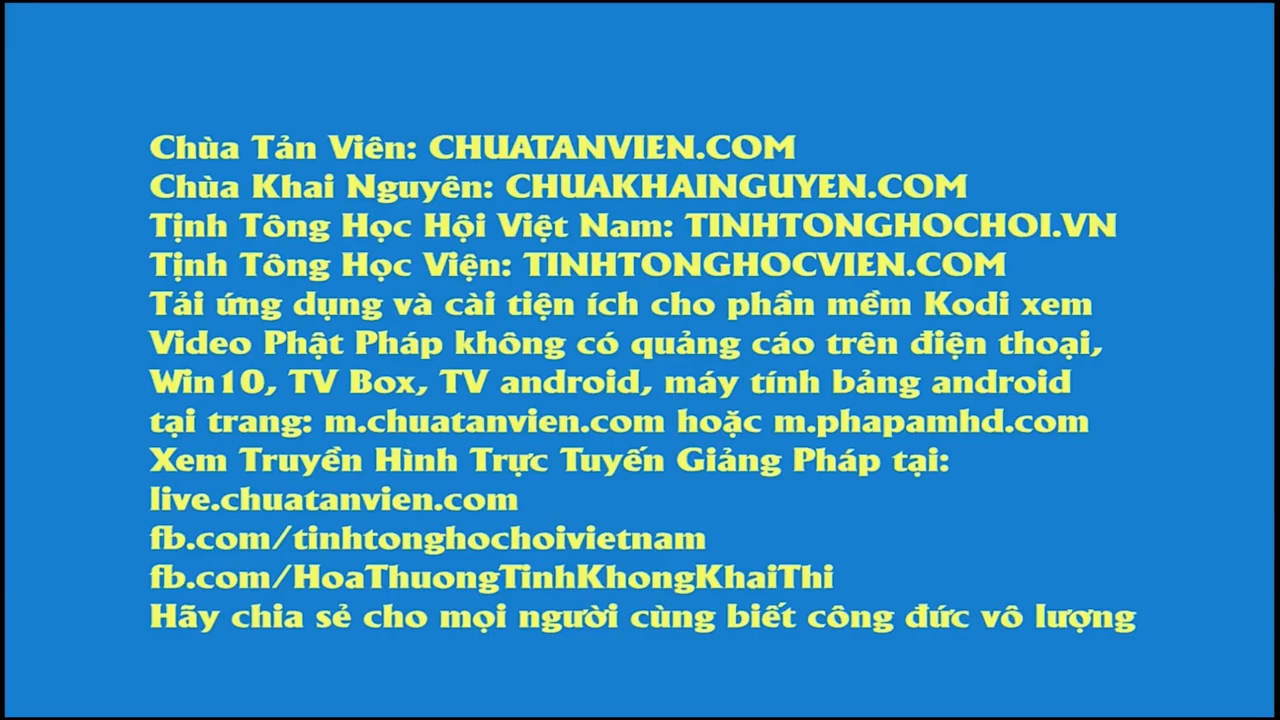 Chùa Tản Viên: CHUATANVIEN.COM
Chùa Khai Nguyên: CHUAKHAINGUYEN.COM
Tịnh Tông Học Hội Việt Nam: TINHTONGHOCHOI.VN
Tịnh Tông Học Viện: TINHTONGHOCVIEN.COM
Tải ứng dụng và cài tiện ích cho phần mềm Kodi xem
Video Phật Pháp không có quảng cáo trên điện thoại,
Win10, TV Box, TV android, máy tính bảng android
tại trang: m.chuatanvien.com hoặc m.phapamhd.com
Xem Truyền Hình Trực Tuyến Giảng Pháp tại:
live.chuatanvien.com
fb.com/tinhtonghochoivietnam
fb.com/HoaThuongTinhKhongKhaiThi
Hãy chia sẻ cho mọi người cùng biết công đức vô lượng